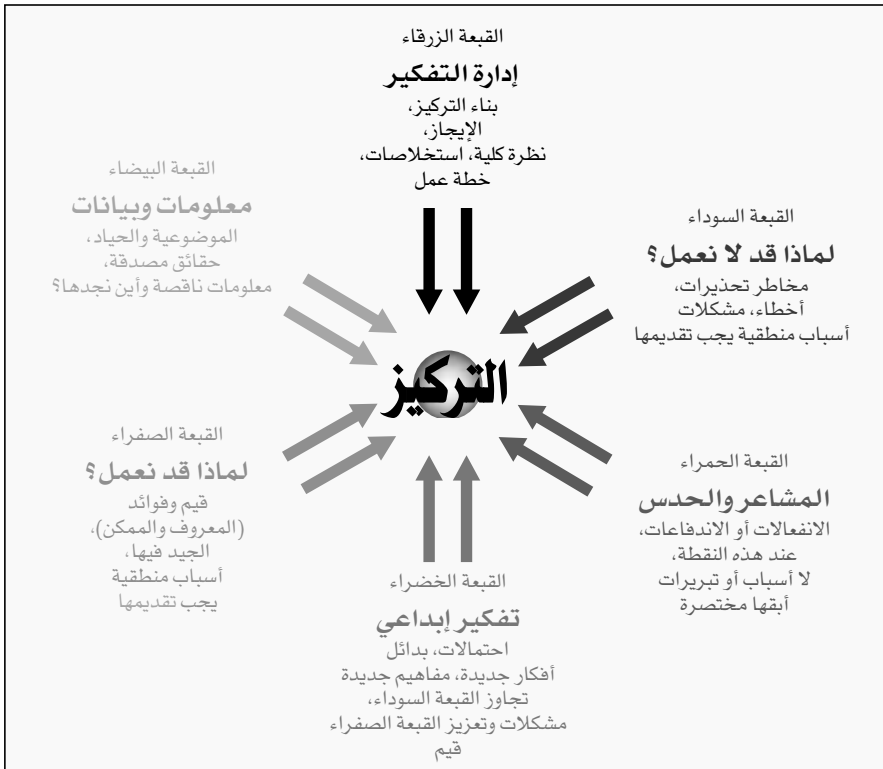 القبعة الزرقاء
إدارة التفكير
بناء التركيز،
الإيجاز،
نظرة كلية، استخلاصات،
خطة عمل
القبعة السوداء
لماذا قد لا نعمل؟
مخاطر تحذيرات،
أخطاء، مشكلات
أسباب منطقية يجب تقديمها
القبعة البيضاء
معلومات وبيانات
الموضوعية والحياد،
حقائق مصدقة،
معلومات ناقصة وأين نجدها؟
التركيز
القبعة الحمراء
المشاعر والحدس
الانفعالات أو الاندفاعات،
عند هذه النقطة،
لا أسباب أو تبريرات
أبقها مختصرة
القبعة الصفراء
لماذا قد نعمل؟
قيم وفوائد
(المعروف والممكن)،
الجيد فيها،
أسباب منطقية
يجب تقديمها
القبعة الخضراء
تفكير إبداعي
احتمالات، بدائل
أفكار جديدة، مفاهيم جديدة
تجاوز القبعة السوداء،
مشكلات وتعزيز القبعة الصفراء
قيم